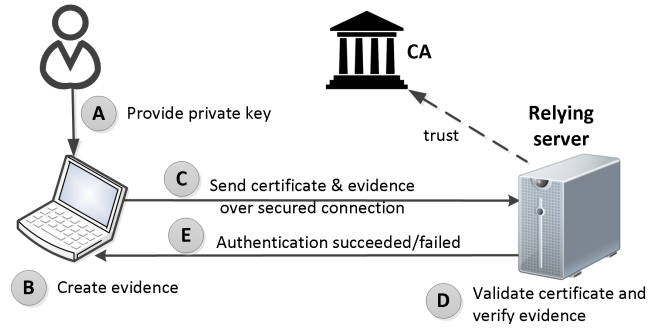 CA
A Provide private key
Relying
server
trust
C Send certificate & evidence
over secured connection
E Authentication succeeded/failed
B Create evidence
D Validate certificate and
verify evidence